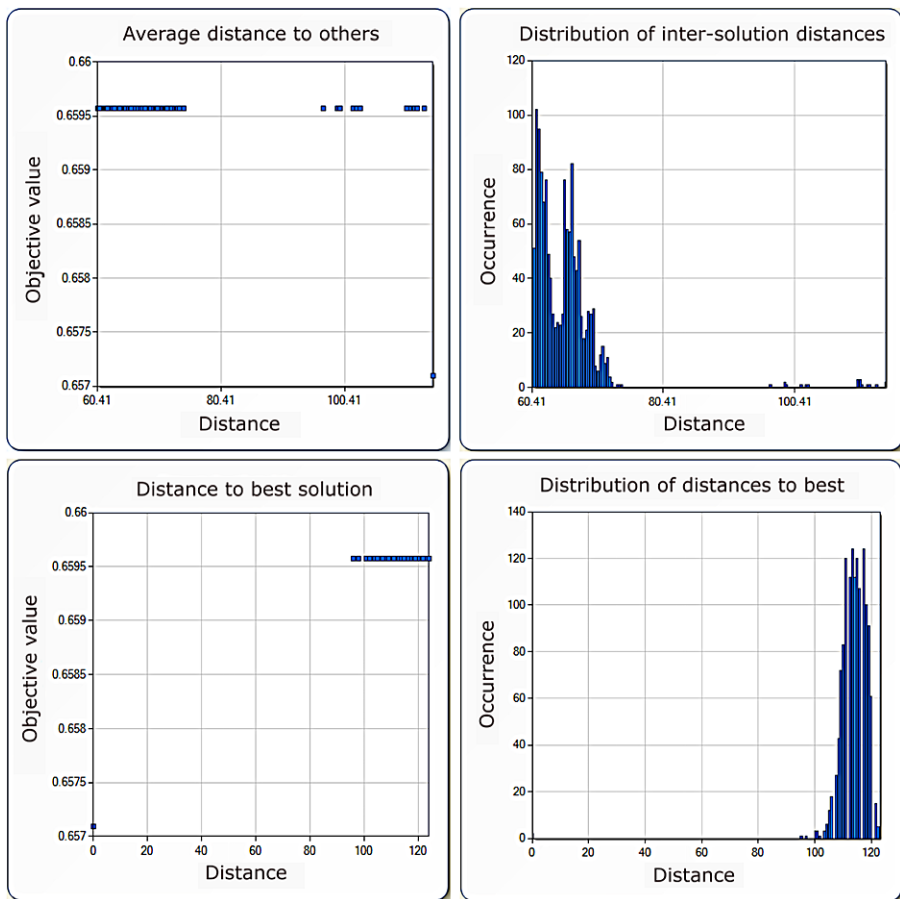 Average distance to others
0.66
0.6595
0.659
0.6585
0.658
0.6575
0.657
Objective value
60.41 80.41 100.41
Distance
Distribution of inter-solution distances
120
100
80
60
40
20
0
Occurrence
60.41 80.41 100.41
Distance
Distance to best solution
0.66
0.6595
0.659
0.6585
0.658
0.6575
0.657
Objective value
0 20 40 60 80 100 120
Distance
Distribution of distances to best
140
120
100
80
60
40
20
0
Occurrence
0 20 40 60 80 100 120
Distance